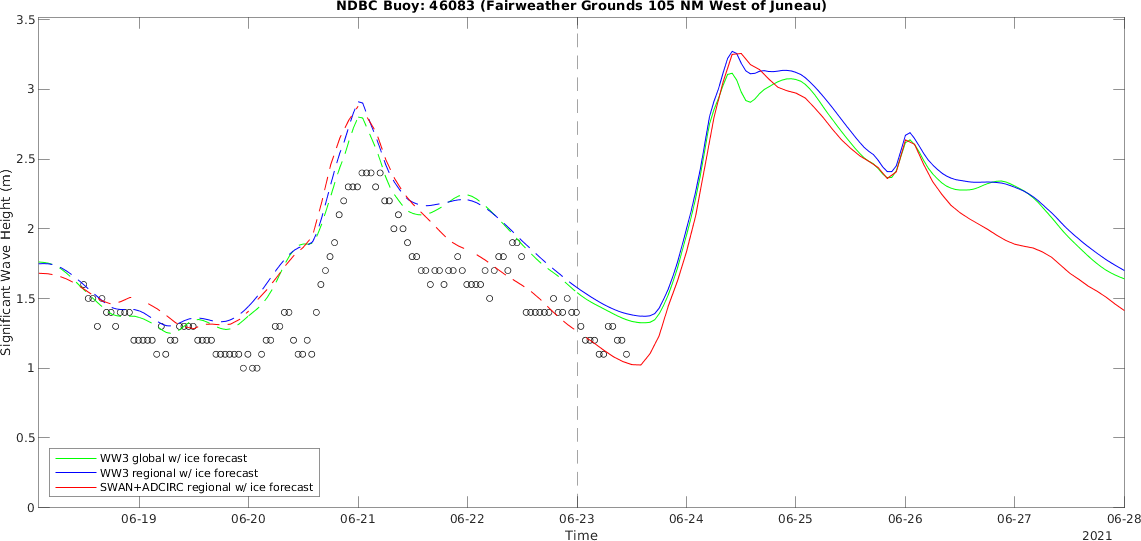 NDBC Buoy: 46083 (Fairweather Grounds 105 NM West of Juneau)
Significant Wave Height (m)
3.5
3
2.5
2
1.5
1
0.5
0
WW3 global w/ ice forecast
WW3 regional w/ ice forecast
SWAN+ADCIRC regional w/ ice forecast
06-19 06-20 06-21 06-22 06-23 06-24 06-25 06-26 06-27 06-28
Time
2021